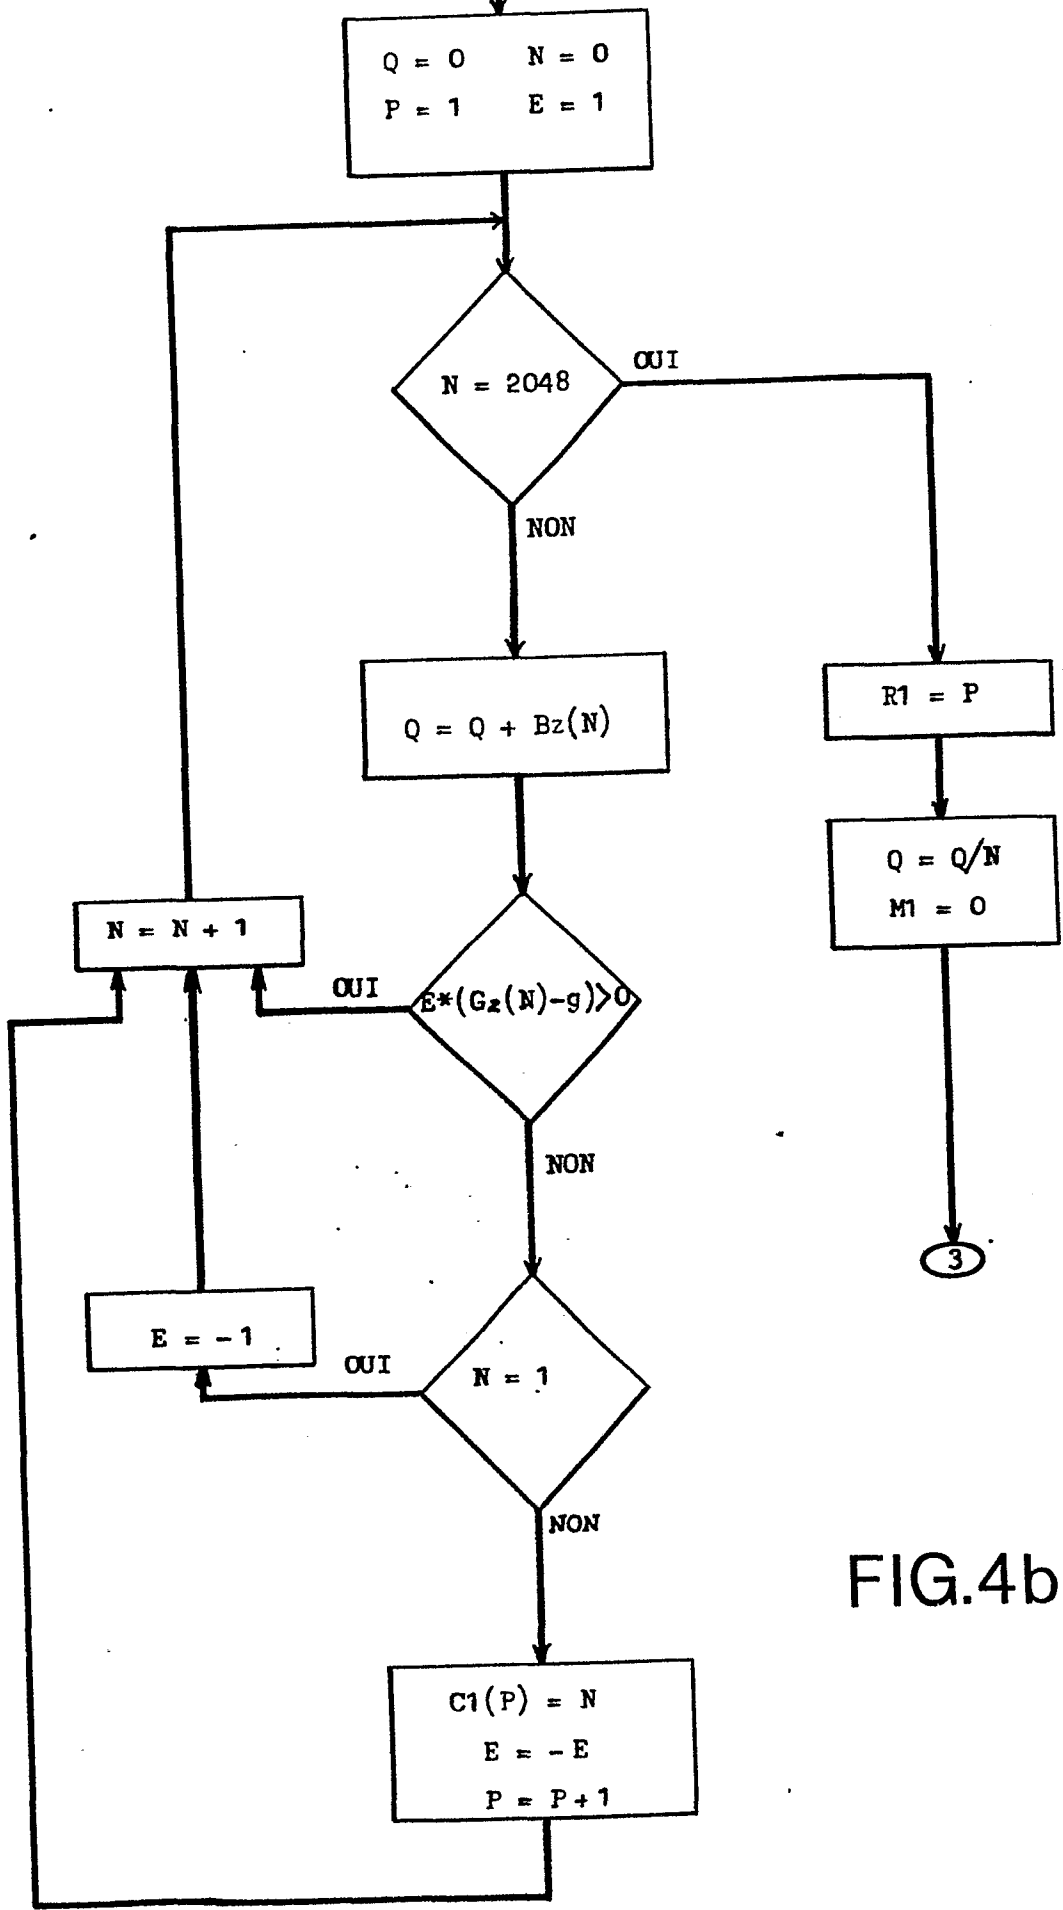 Q = 0 N = 0
P = 1 E = 1
N = 2048
OUI
NON
Q = Q + Bz(N)
R1 = P
Q = Q/N
M1 = 0
N = N + 1
OUI
E*(Gz(N)-g)>0
NON
3
E = -1
OUI
N = 1
NON
FIG.4b
C1(P) = N
E = -E
P = P+1